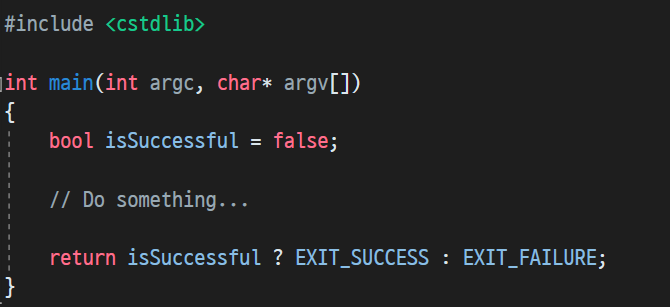 #include <cstdlib>
int main(int argc, char* argv[])
{
    bool isSuccessful = false;
    // Do something...
    return isSuccessful ? EXIT_SUCCESS : EXIT_FAILURE;
}